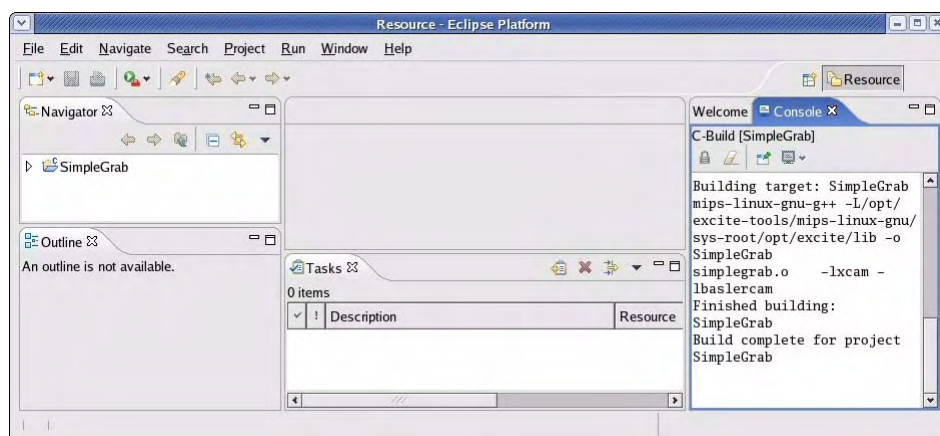 Resource - Eclipse Platform
File Edit Navigate Search Project Run Window Help
Resource
Navigator
SimpleGrab
Outline
An outline is not available.
Tasks
0 items
! Description Resource
Welcome Console
C-Build [SimpleGrab]
Building target: SimpleGrab
mips-linux-gnu-g++ -L/opt/
excite-tools/mips-linux-gnu/
sys-root/opt/excite/lib -o
SimpleGrab
simplegrab.o -lxcam -
lbaslercam
Finished building:
SimpleGrab
Build complete for project
SimpleGrab